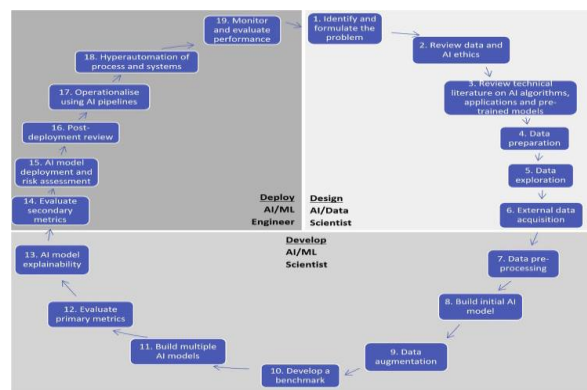 1. Identify and
formulate the
problem
2. Review data and
AI ethics
3. Review technical
literature on AI algorithms,
applications and pre-
trained models
4. Data
preparation
5. Data
exploration
6. External data
acquisition
7. Data pre-
processing
8. Build initial AI
model
9. Data
augmentation
10. Develop a
benchmark
11. Build multiple
AI models
12. Evaluate
primary metrics
13. AI model
explainability
14. Evaluate
secondary
metrics
15. AI model
deployment and
risk assessment
16. Post-
deployment review
17. Operationalise
using AI pipelines
18. Hyperautomation of
process and systems
19. Monitor
and evaluate
performance
Deploy
AI/ML
Engineer
Design
AI/Data
Scientist
Develop
AI/ML
Scientist